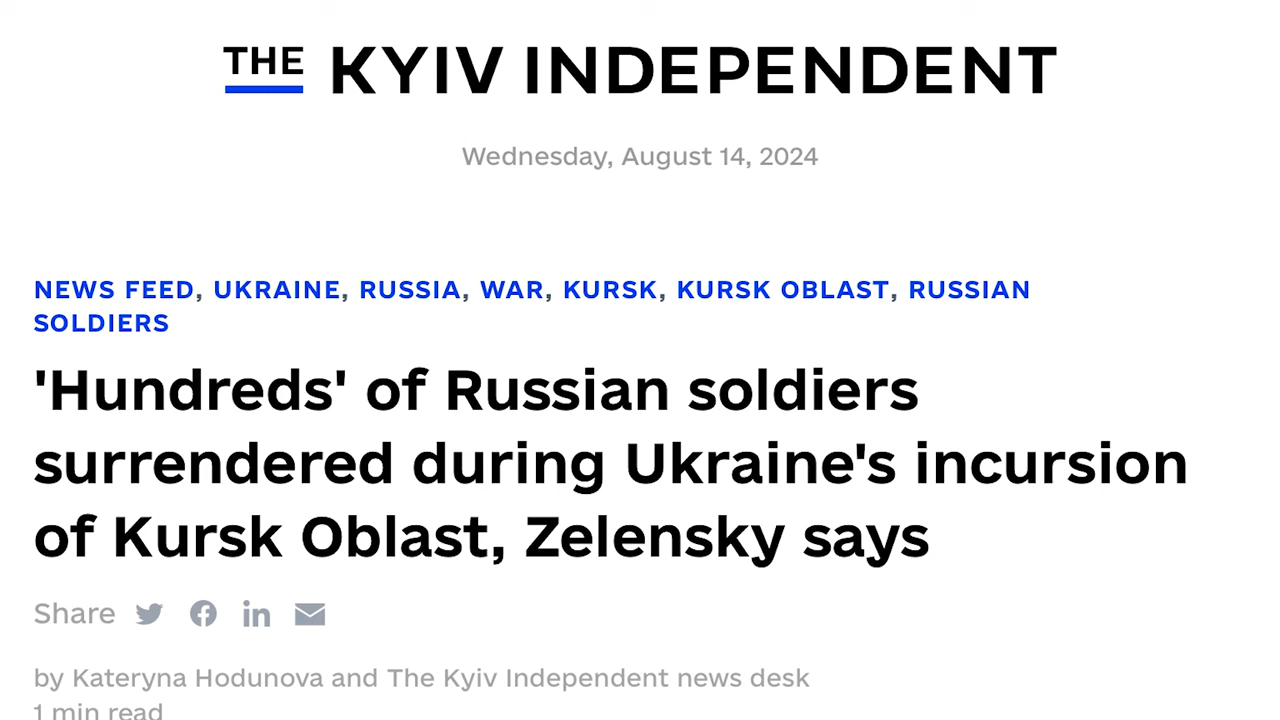 THE KYIV INDEPENDENT
Wednesday, August 14, 2024
NEWS FEED, UKRAINE, RUSSIA, WAR, KURSK, KURSK OBLAST, RUSSIAN
SOLDIERS
'Hundreds' of Russian soldiers
surrendered during Ukraine's incursion
of Kursk Oblast, Zelensky says
Share
by Kateryna Hodunova and The Kyiv Independent news desk
1 min read